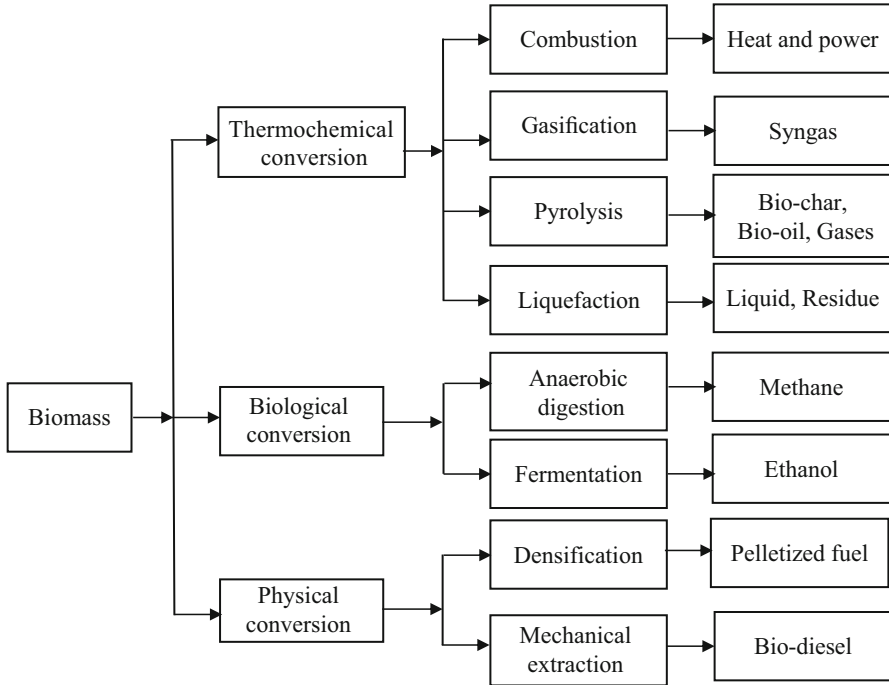 Combustion
Heat and power
Thermochemical
conversion
Gasification
Syngas
Pyrolysis
Bio-char,
Bio-oil, Gases
Liquefaction
Liquid, Residue
Biomass
Biological
conversion
Anaerobic
digestion
Methane
Fermentation
Ethanol
Physical
conversion
Densification
Pelletized fuel
Mechanical
extraction
Bio-diesel